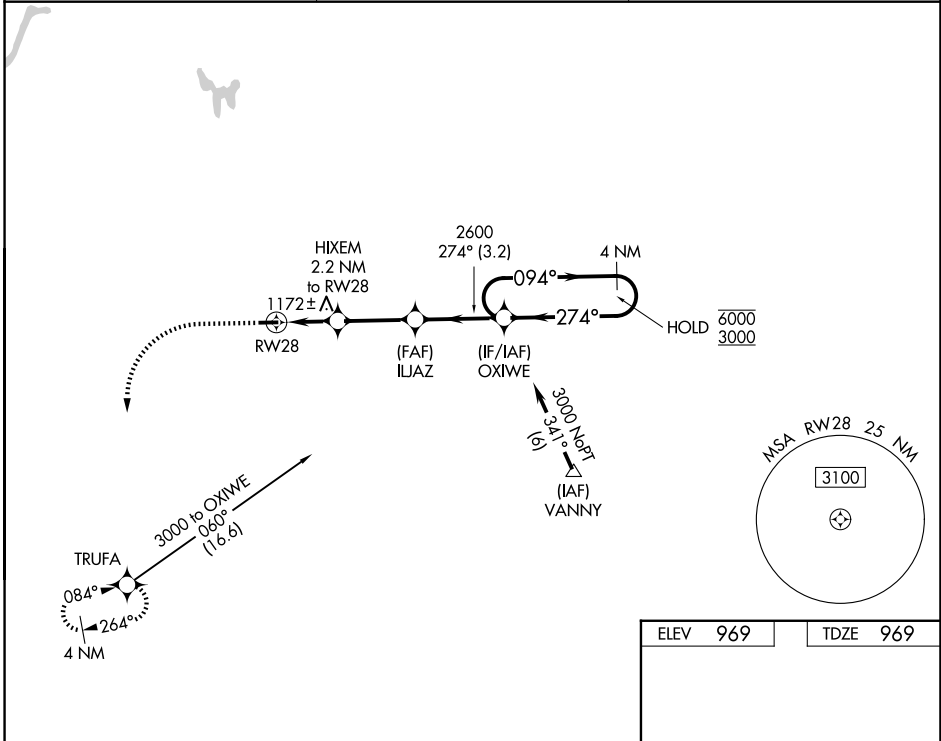 2600
274° (3.2)
4 NM
HIXEM
2.2 NM
to RW28
1172±
094°
274°
HOLD
6000
3000
RW28
(FAF)
ILJAZ
(IF/IAF)
OXIWE
3000 NoPT
341°
(6)
(IAF)
VANNY
MSA RW28 25 NM
3100
3000 to OXIWE
060°
(16.6)
TRUFA
084°
264°
4 NM
ELEV 969
TDZE 969